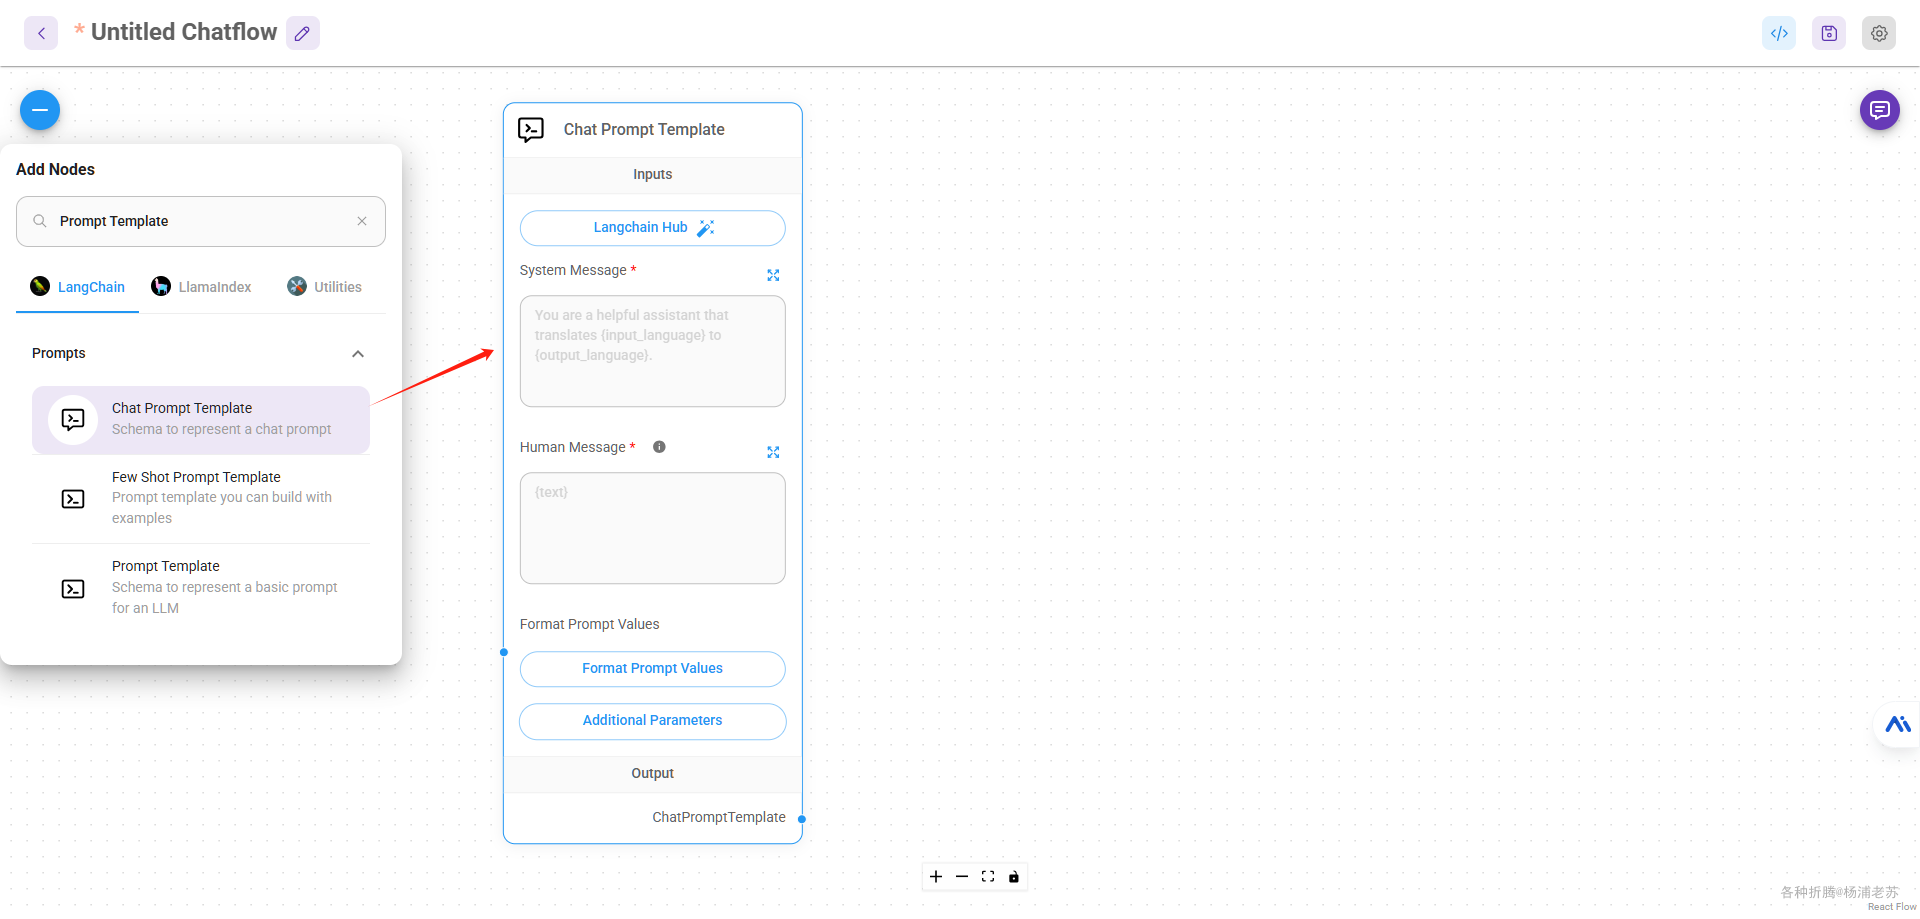 * Untitled Chatflow
Add Nodes
Prompt Template
LangChain
LlamaIndex
Utilities
Prompts
Chat Prompt Template
Schema to represent a chat prompt
Few Shot Prompt Template
Prompt template you can build with
examples
Prompt Template
Schema to represent a basic prompt
for an LLM
Chat Prompt Template
Inputs
Langchain Hub
System Message *
You are a helpful assistant that
translates {input_language} to
{output_language}.
Human Message *
{text}
Format Prompt Values
Format Prompt Values
Additional Parameters
Output
ChatPromptTemplate
各种折腾@杨浦老苏
React Flow